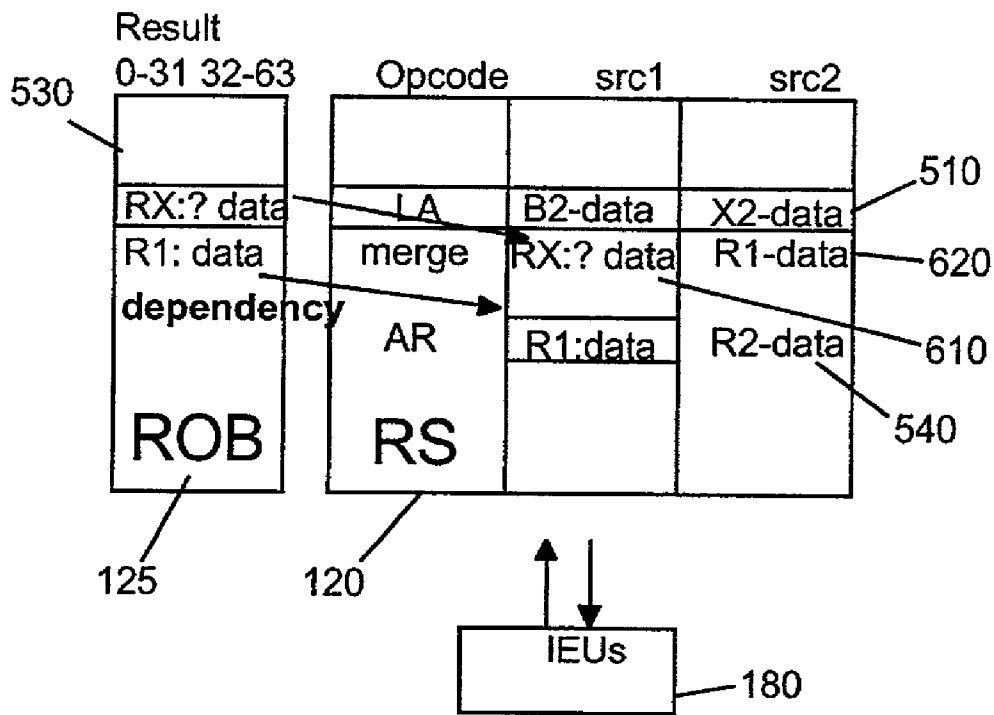 Result
0-31 32-63
Opcode src1 src2
530
RX:? data LA B2-data X2-data
510
R1: data merge RX:? data R1-data
620
dependency
AR R1:data R2-data
610
540
ROB RS
125
120
IEUs
180